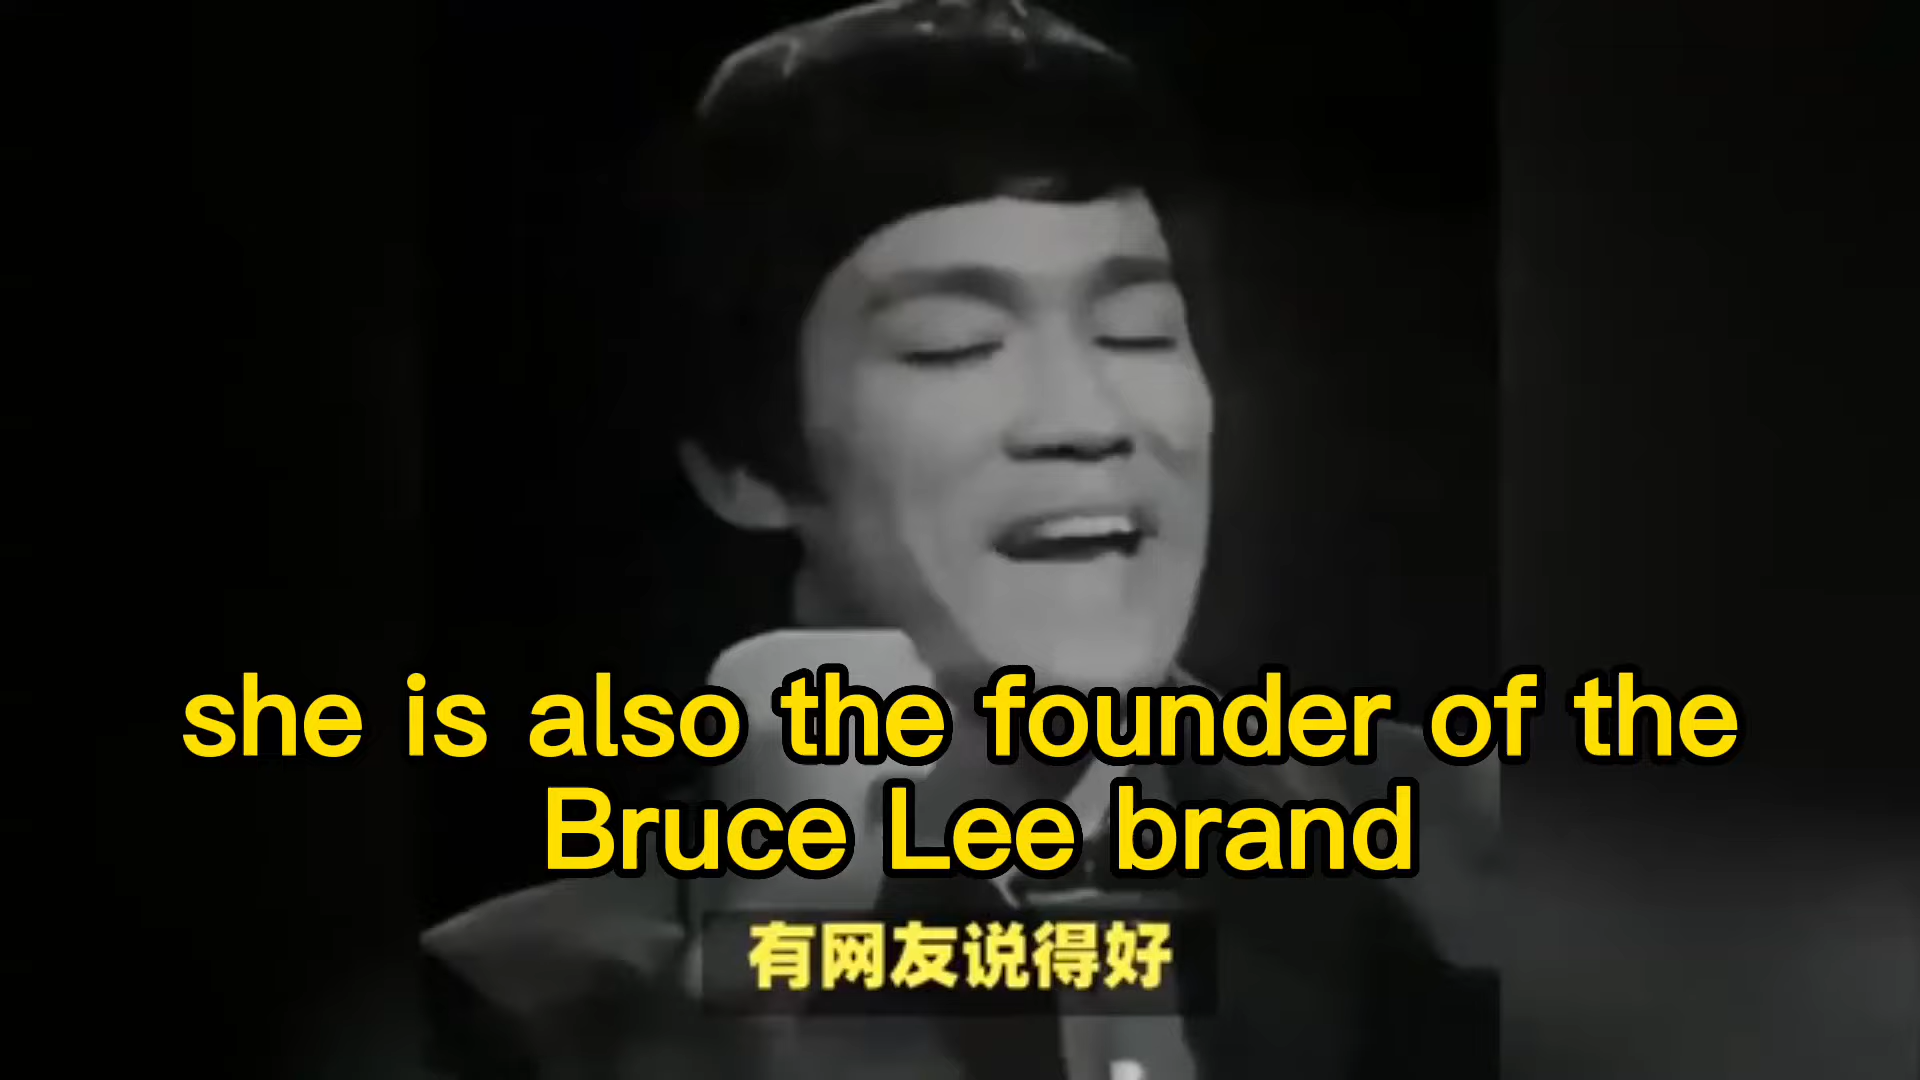 she is also the founder of the
Bruce Lee brand
有网友说得好